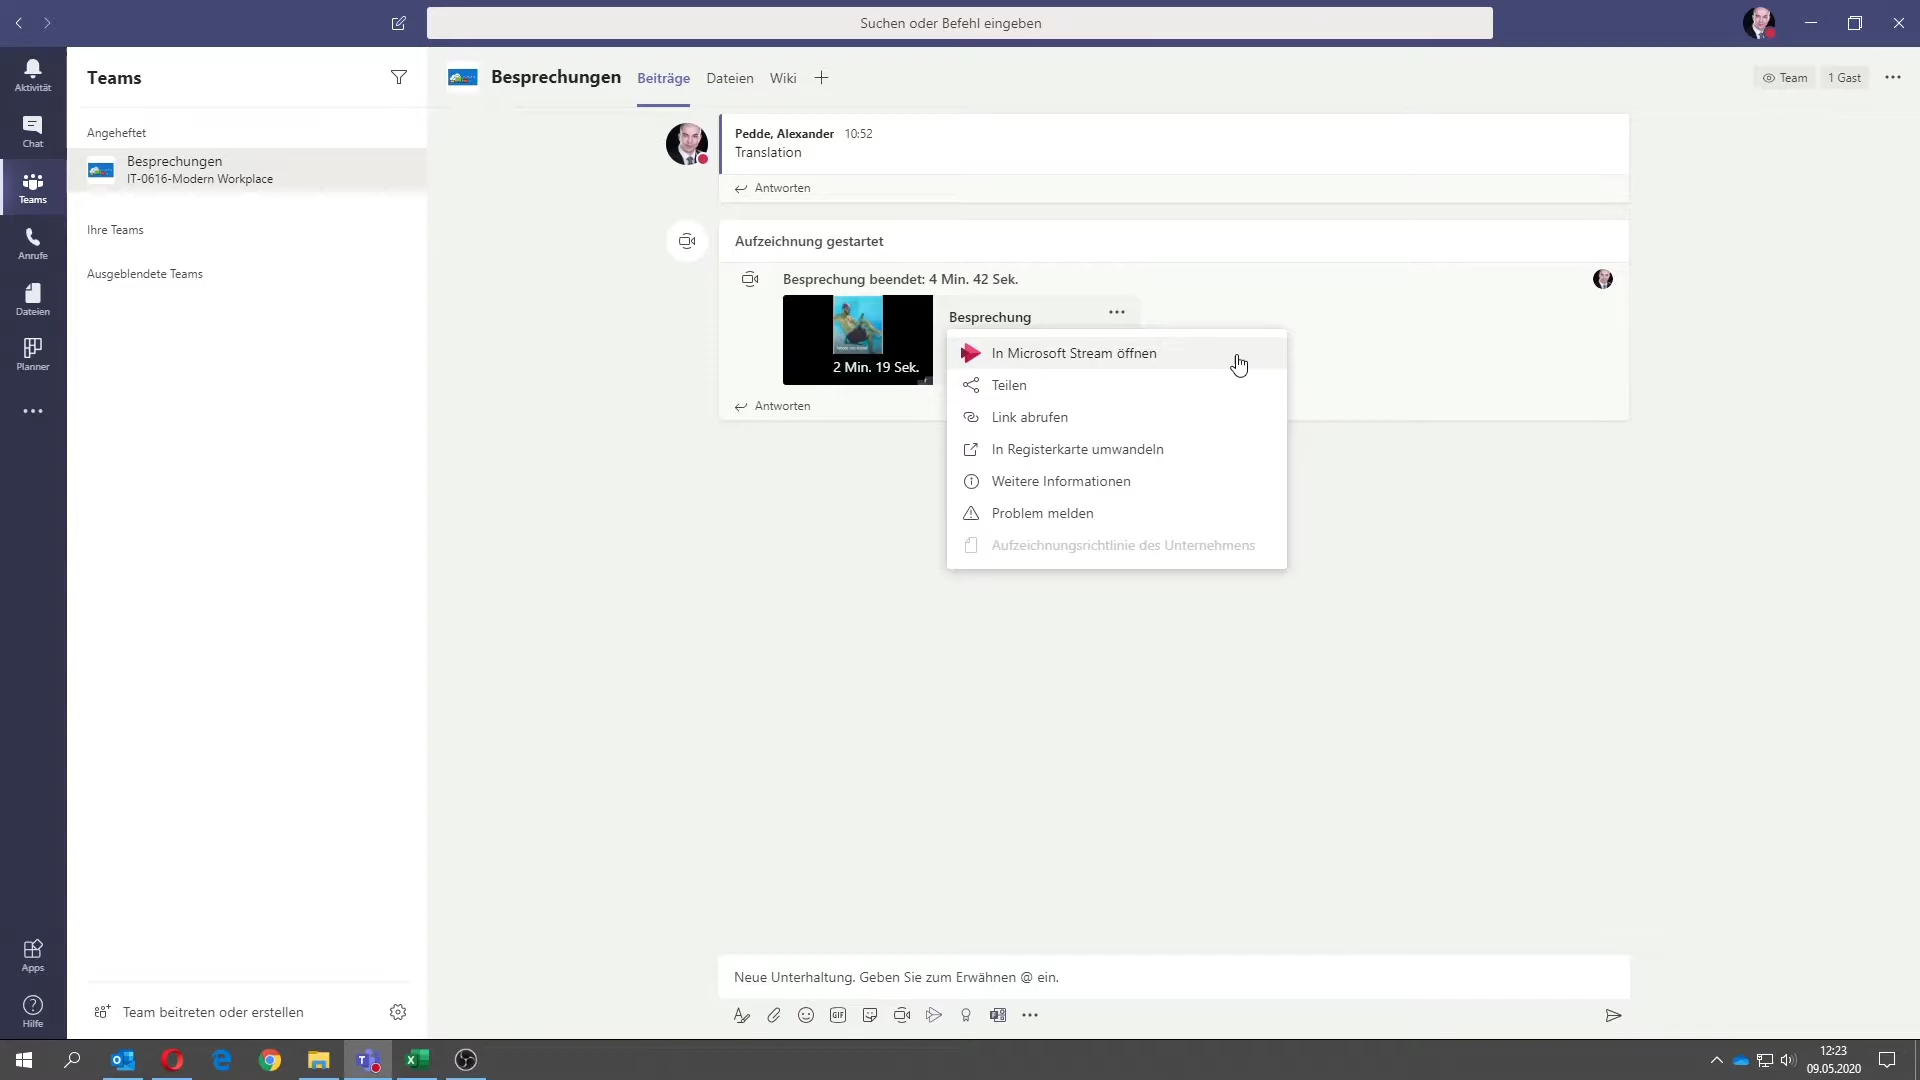 Suchen oder Befehl eingeben
Aktivität
Chat
Teams
Anrufe
Dateien
Planner
Apps
Hilfe
Teams
Angeheftet
Besprechungen
IT-0616-Modern Workplace
Ihre Teams
Ausgeblendete Teams
Team beitreten oder erstellen
Besprechungen Beiträge Dateien Wiki
Team 1 Gast
Pedde, Alexander 10:52
Translation
Antworten
Aufzeichnung gestartet
Besprechung beendet: 4 Min. 42 Sek.
2 Min. 19 Sek.
Besprechung
Antworten
In Microsoft Stream öffnen
Teilen
Link abrufen
In Registerkarte umwandeln
Weitere Informationen
Problem melden
Aufzeichnungsrichtlinie des Unternehmens
Neue Unterhaltung. Geben Sie zum Erwähnen @ ein.
GIF
12:23
09.05.2020